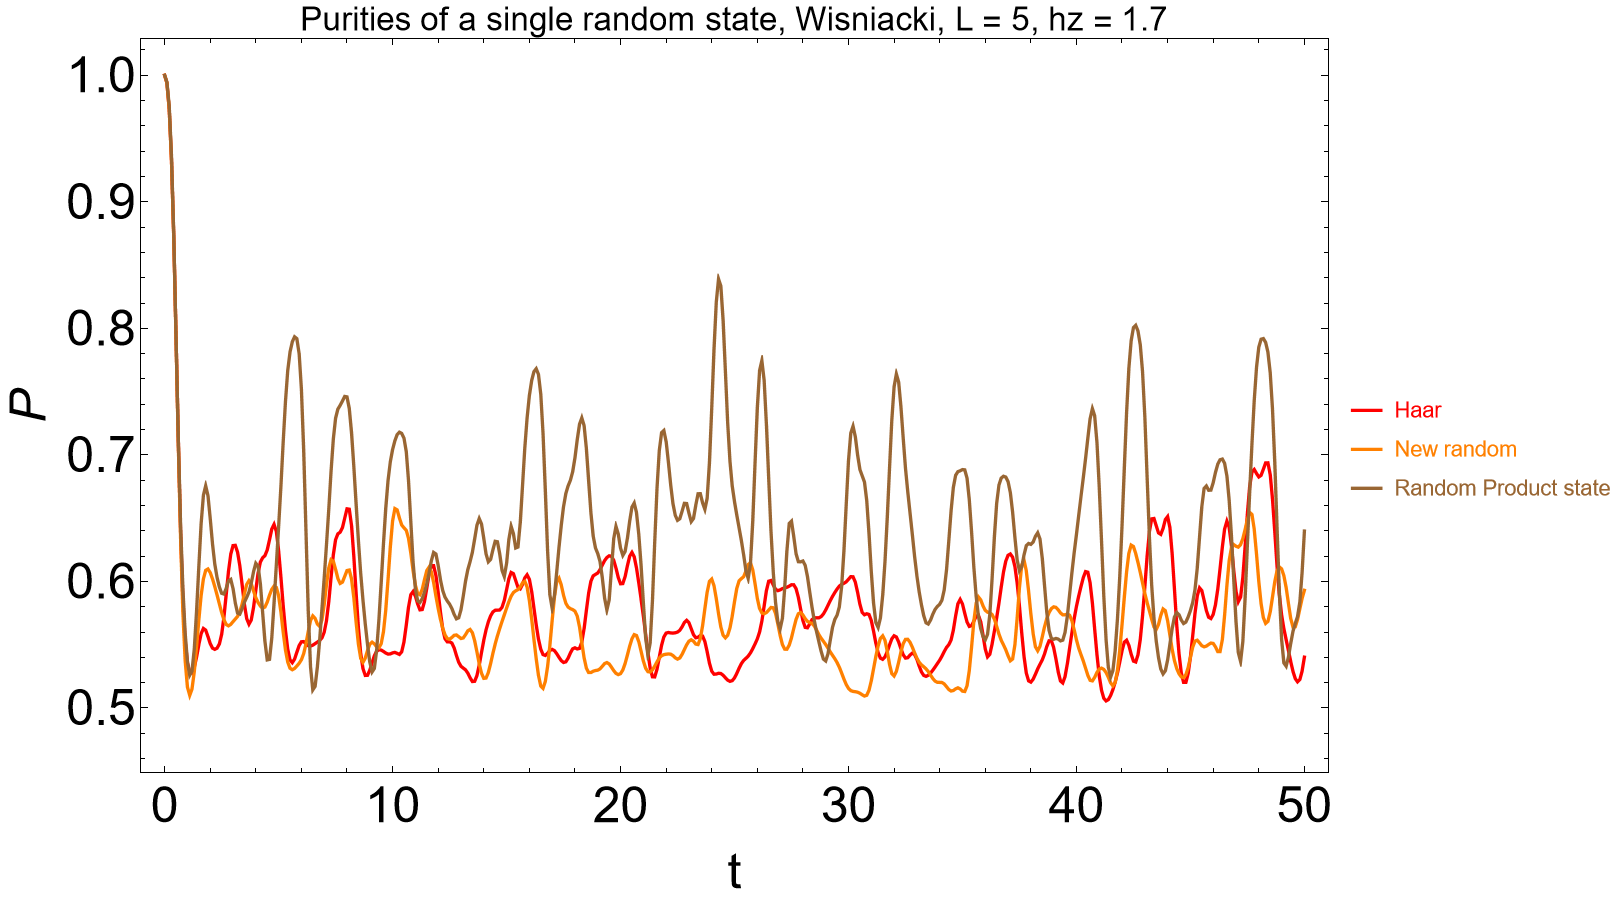 Purities of a single random state, Wisniacki, L = 5, hz = 1.7
1.0
0.9
0.8
0.7
0.6
0.5
P
0 10 20 30 40 50
t
Haar
New random
Random Product state